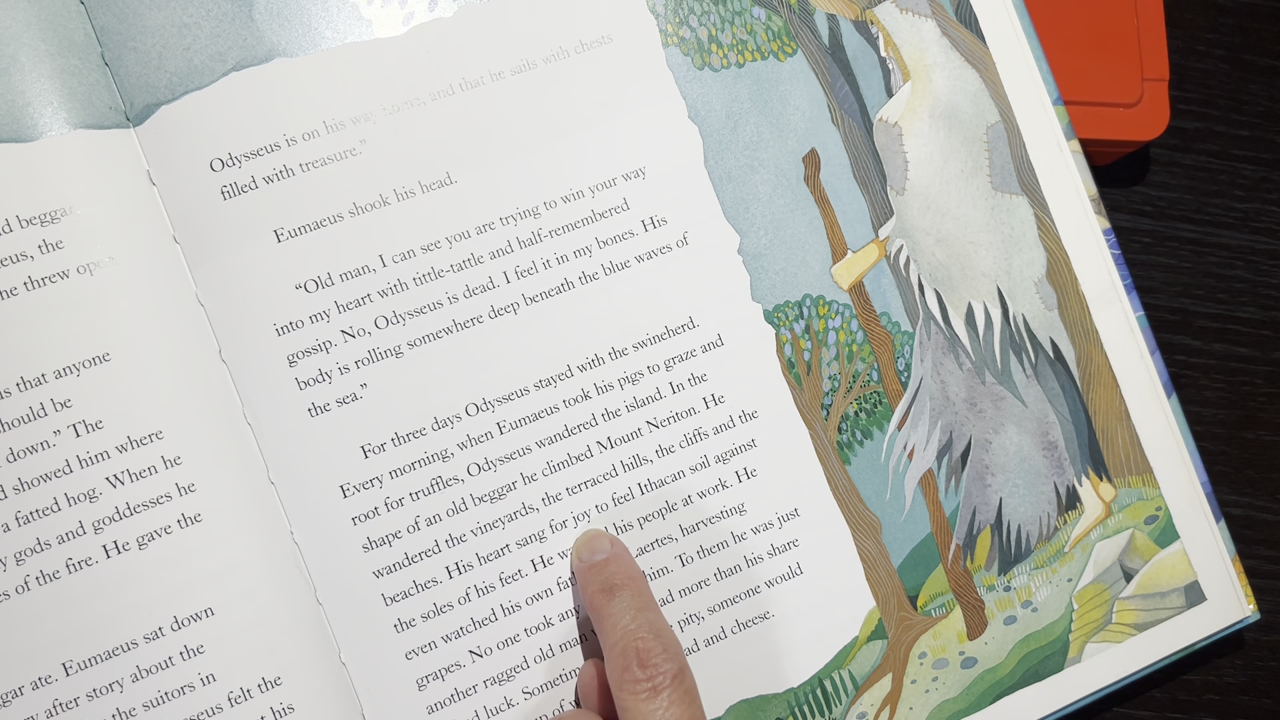 d begga
eus, the
he threw ope
s that anyone
hould be
down.” The
d showed him where
a fatted hog. When he
y gods and goddesses he
es of the fire. He gave the
gar ate. Eumaeus sat down
y after story about the
the suitors in
sseus felt the
at his
Odysseus is on his way home, and that he sails with chests
filled with treasure.”
Eumaeus shook his head.
“Old man, I can see you are trying to win your way
into my heart with tittle-tattle and half-remembered
gossip. No, Odysseus is dead. I feel it in my bones. His
body is rolling somewhere deep beneath the blue waves of
the sea.”
For three days Odysseus stayed with the swineherd.
Every morning, when Eumaeus took his pigs to graze and
root for truffles, Odysseus wandered the island. In the
shape of an old beggar he climbed Mount Neriton. He
wandered the vineyards, the terraced hills, the cliffs and the
beaches. His heart sang for joy to feel Ithacan soil against
the soles of his feet. He wa his people at work. He
even watched his own fat Laertes, harvesting
grapes. No one took any him. To them he was just
another ragged old man ad more than his share
d luck. Sometim pity, someone would
ad and cheese.